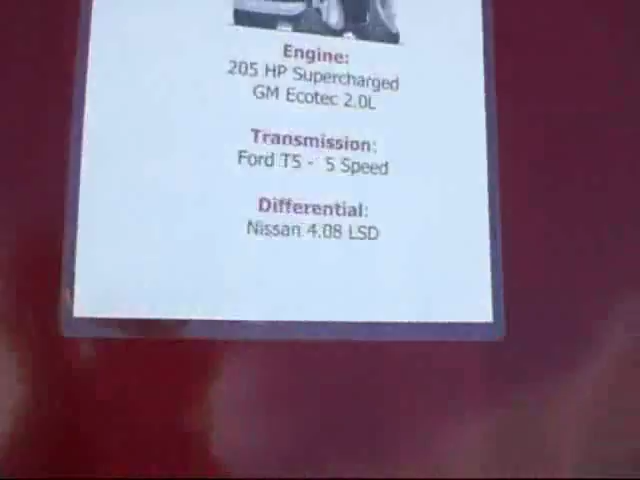 Engine:
205 HP Supercharged
GM Ecotec 2.0L
Transmission:
Ford T5 - 5 Speed
Differential:
Nissan 4.08 LSD